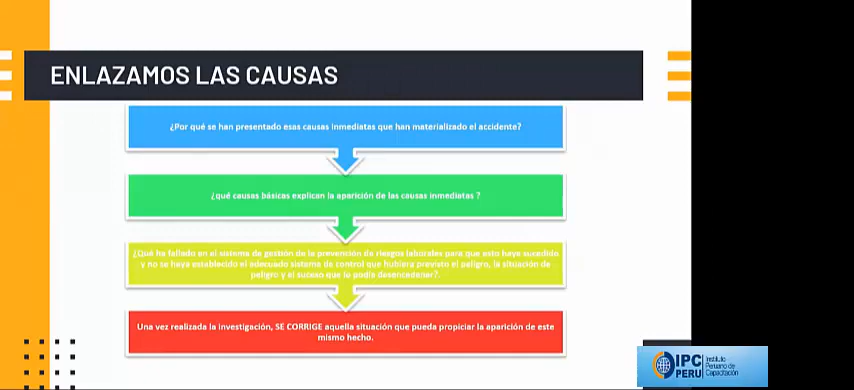 ENLAZAMOS LAS CAUSAS
¿Por qué se han presentado esas causas inmediatas que han materializado el accidente?
¿qué causas básicas explican la aparición de las causas inmediatas ?
¿Qué ha fallado en el sistema de gestión de la prevención de riesgos laborales para que esto haya sucedido
y no se haya establecido el adecuado sistema de control que hubiera previsto el peligro, la situación de
peligro y el suceso que lo podía desencadenar?.
Una vez realizada la investigación, SE CORRIGE aquella situación que pueda propiciar la aparición de este
mismo hecho.
IPC
PERU
Instituto
Peruano de
Capacitación